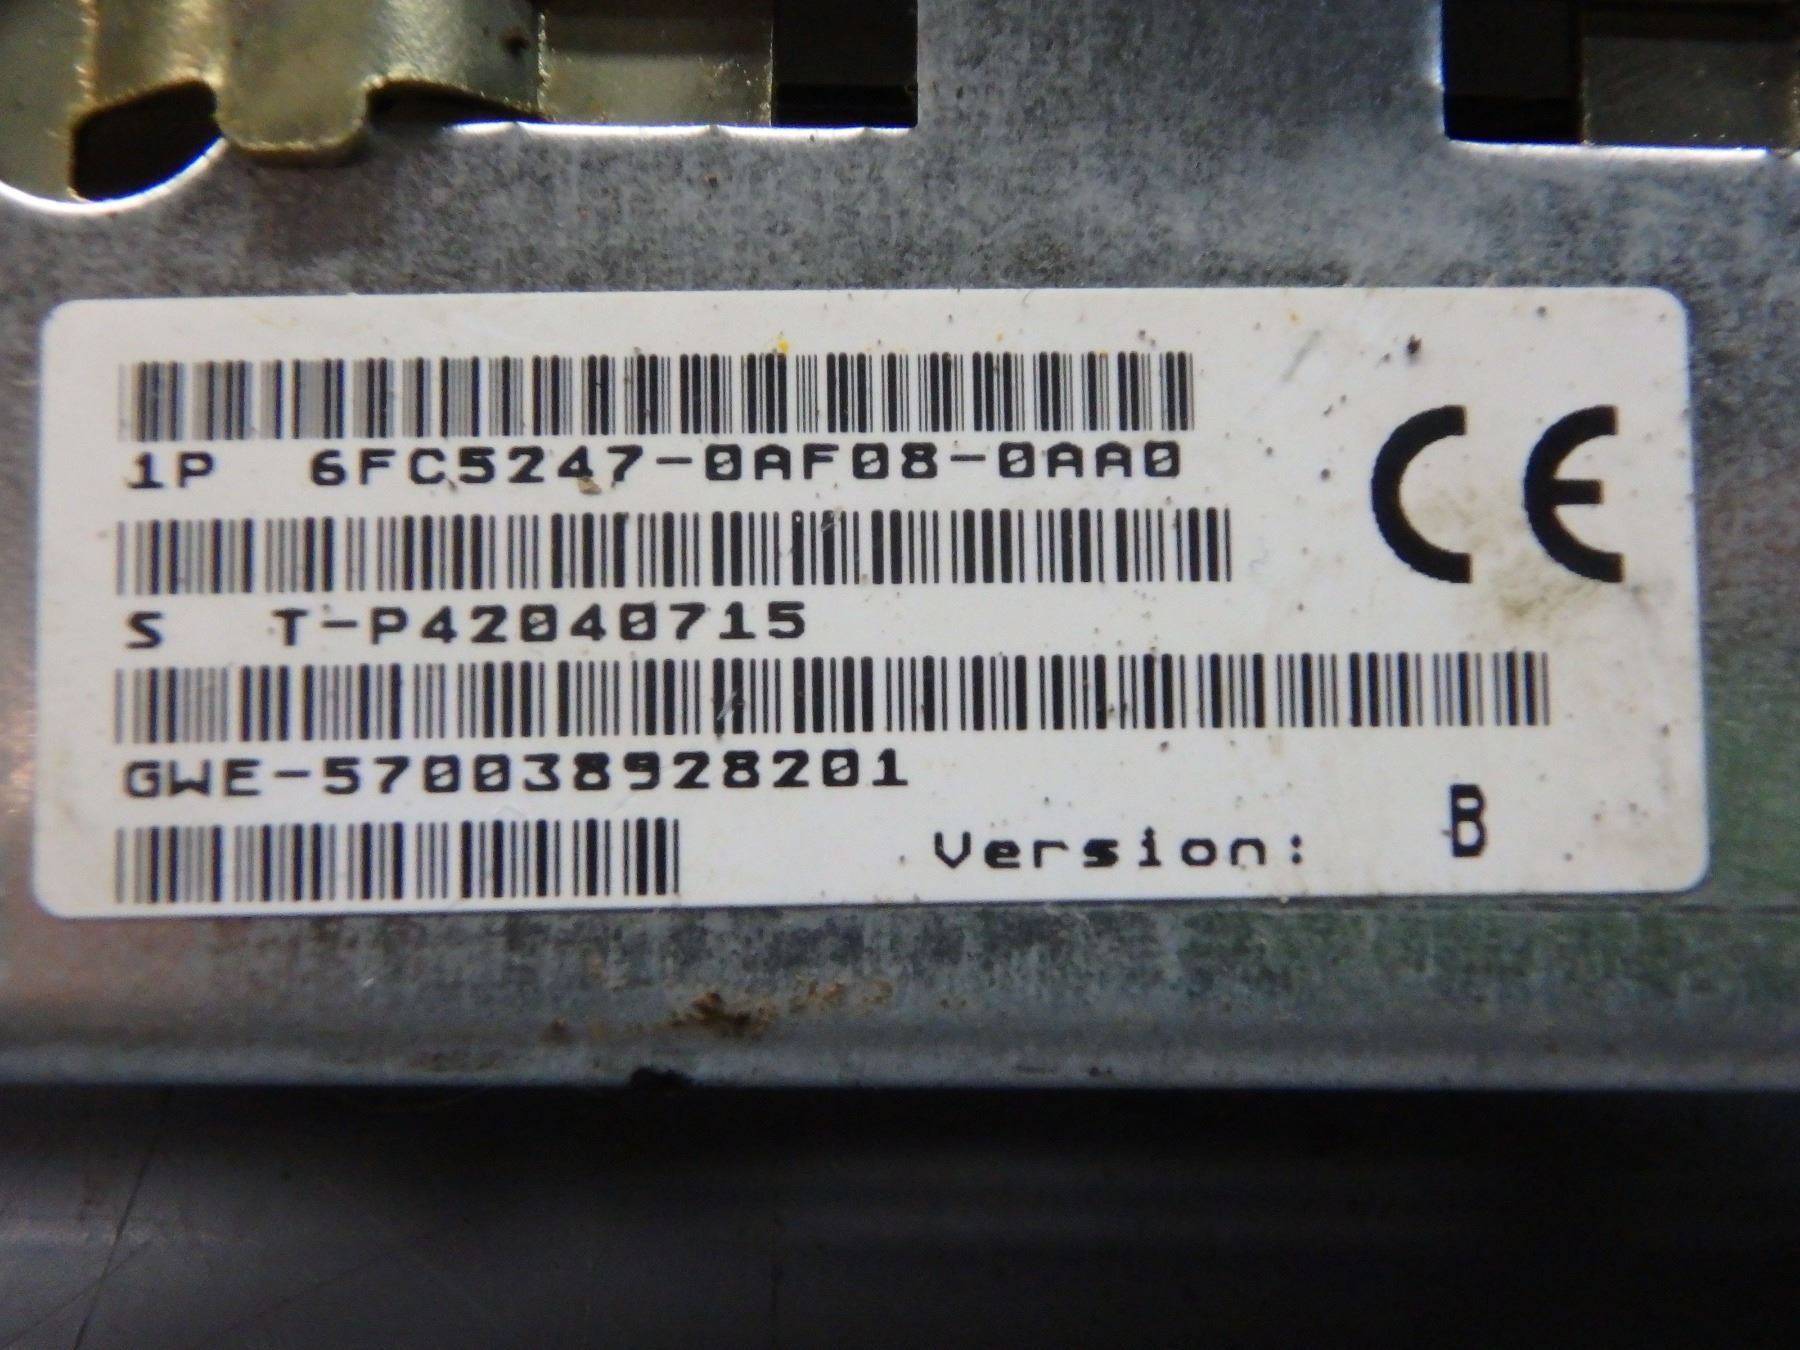 1P 6FC5247-0AF08-0AA0
CE
S T-P42040715
GWE-570038928201
Version: B